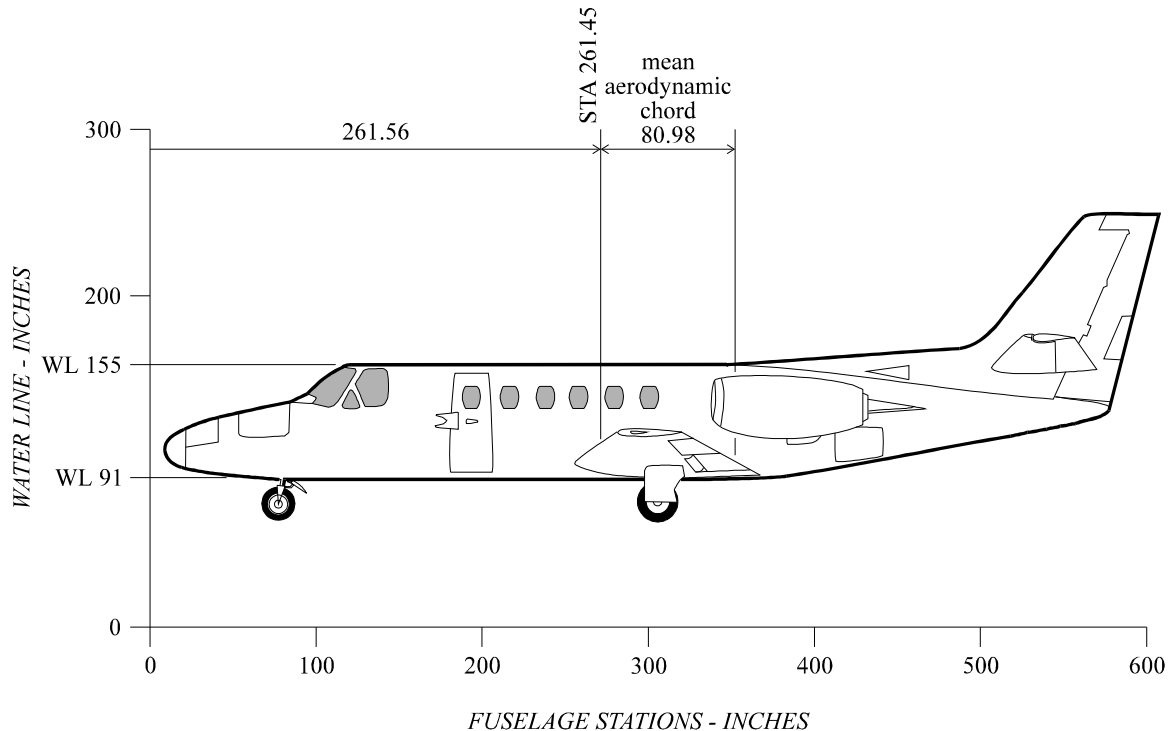 STA 261.45
mean
aerodynamic
chord
80.98
261.56
300
200
WL 155
WL 91
0
WATER LINE - INCHES
0 100 200 300 400 500 600
FUSELAGE STATIONS - INCHES